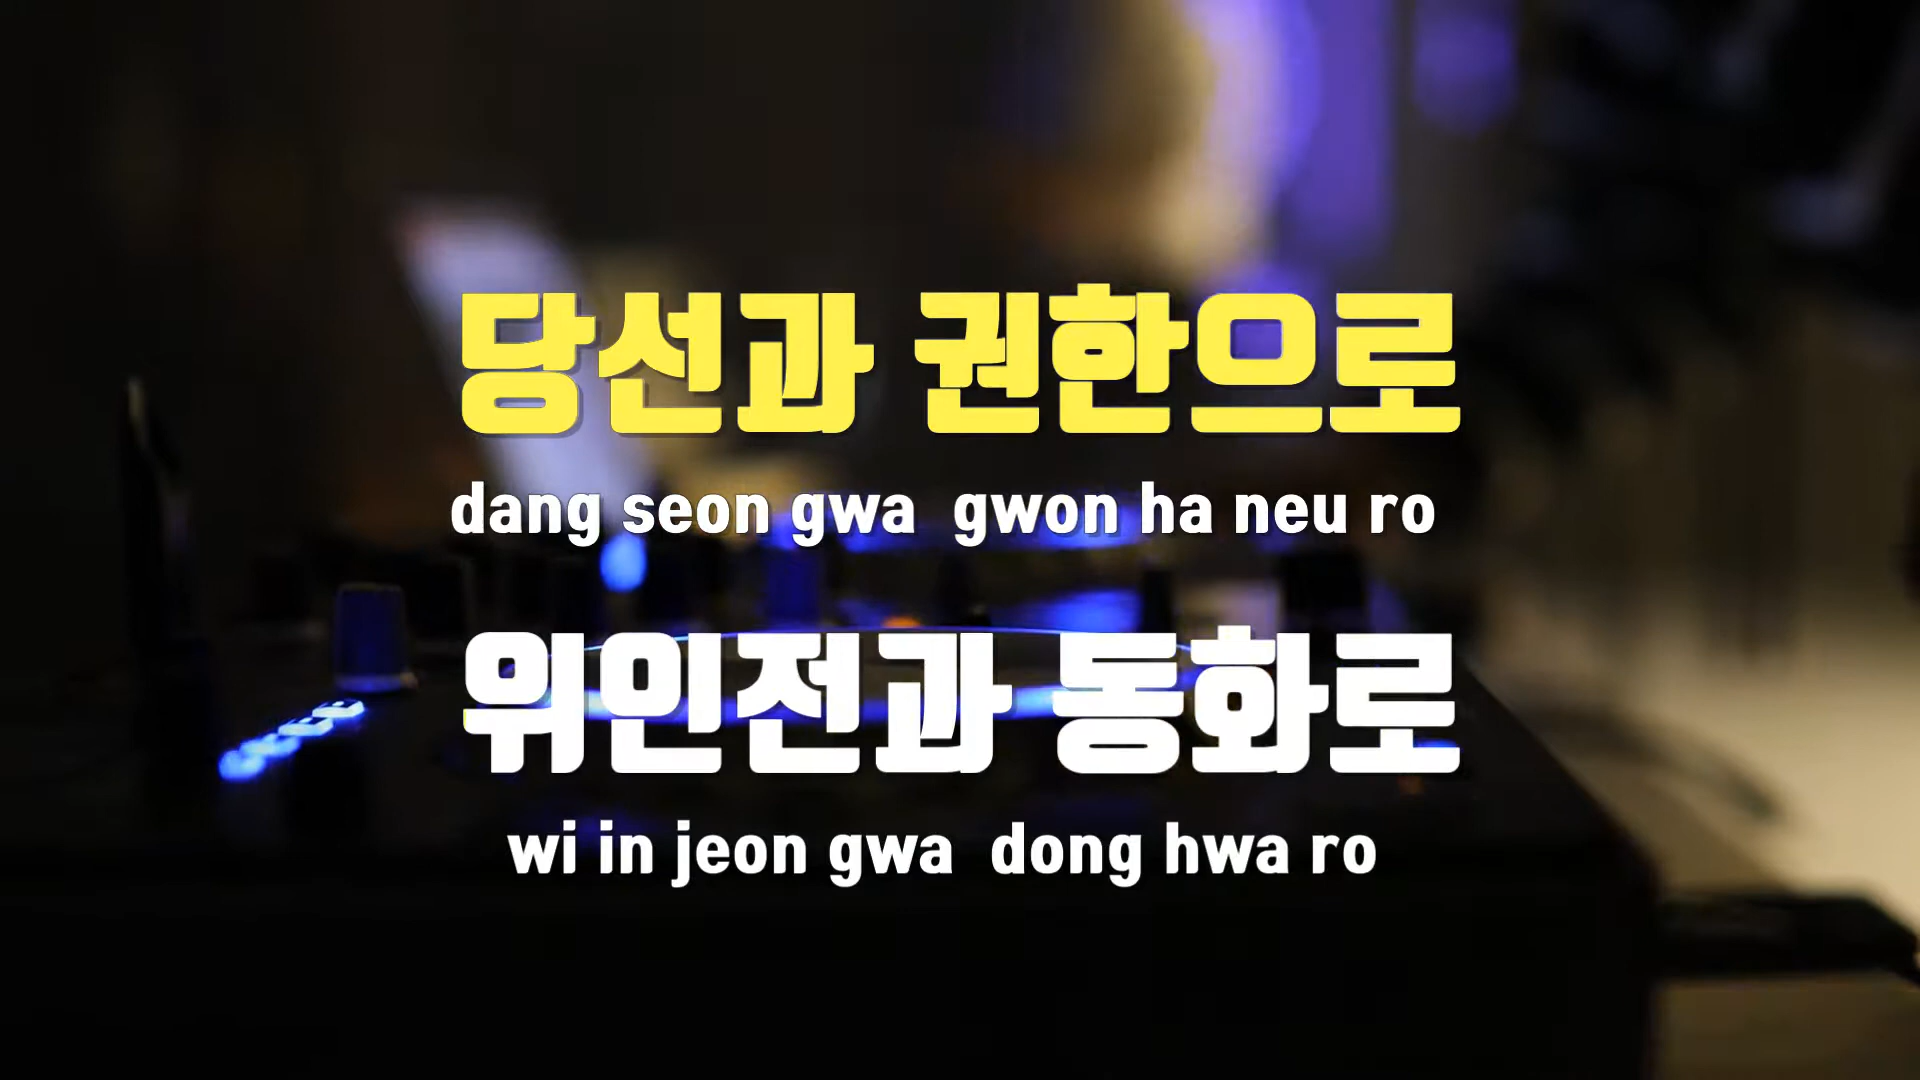 당선과 권한으로
dang seon gwa gwon ha neu ro
위인전과 동화로
wi in jeon gwa dong hwa ro